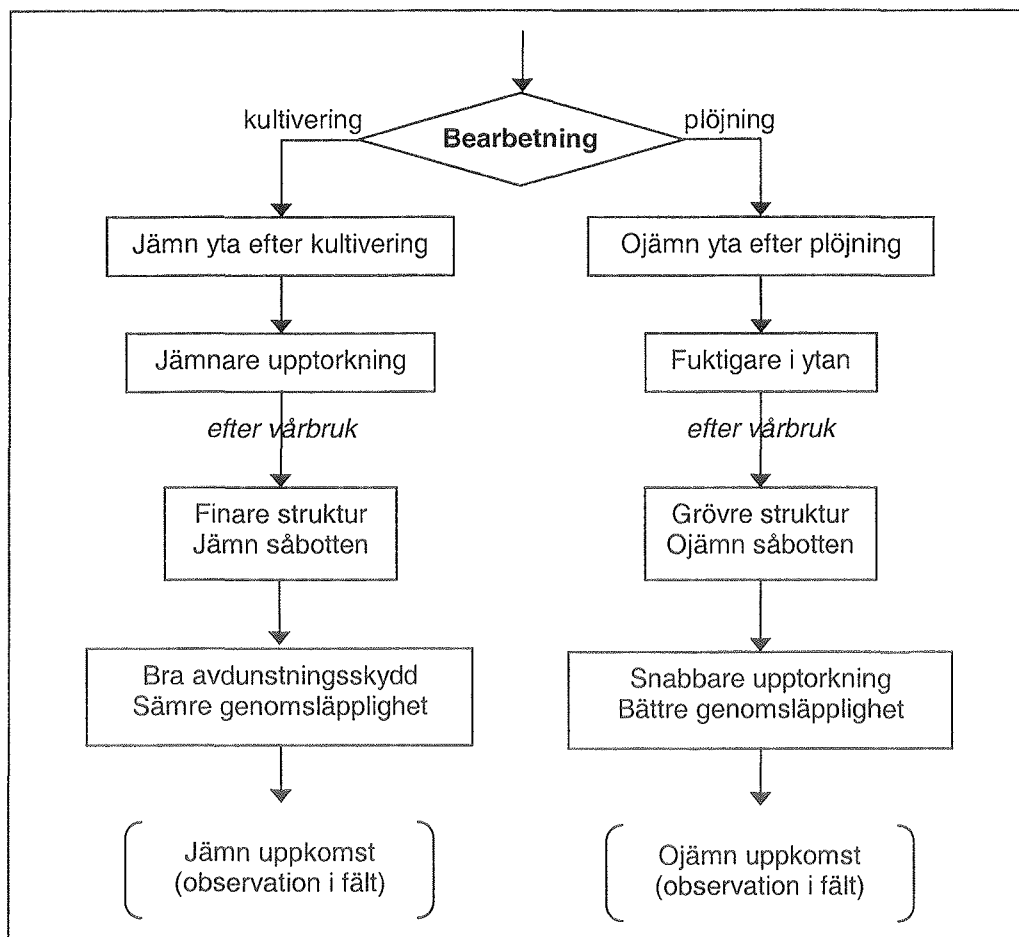 kultivering
Bearbetning
plöjning
Jämn yta efter kultivering
Jämnare upptorkning
efter vårbruk
Finare struktur
Jämn såbotten
Bra avdunstningsskydd
Sämre genomsläpplighet
Jämn uppkomst
(observation i fält)
Ojämn yta efter plöjning
Fuktigare i ytan
efter vårbruk
Grövre struktur
Ojämn såbotten
Snabbare upptorkning
Bättre genomsläpplighet
Ojämn uppkomst
(observation i fält)